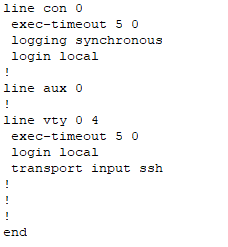 line con 0
 exec-timeout 5 0
 logging synchronous
 login local
!
line aux 0
!
line vty 0 4
 exec-timeout 5 0
 login local
 transport input ssh
!
!
!
end